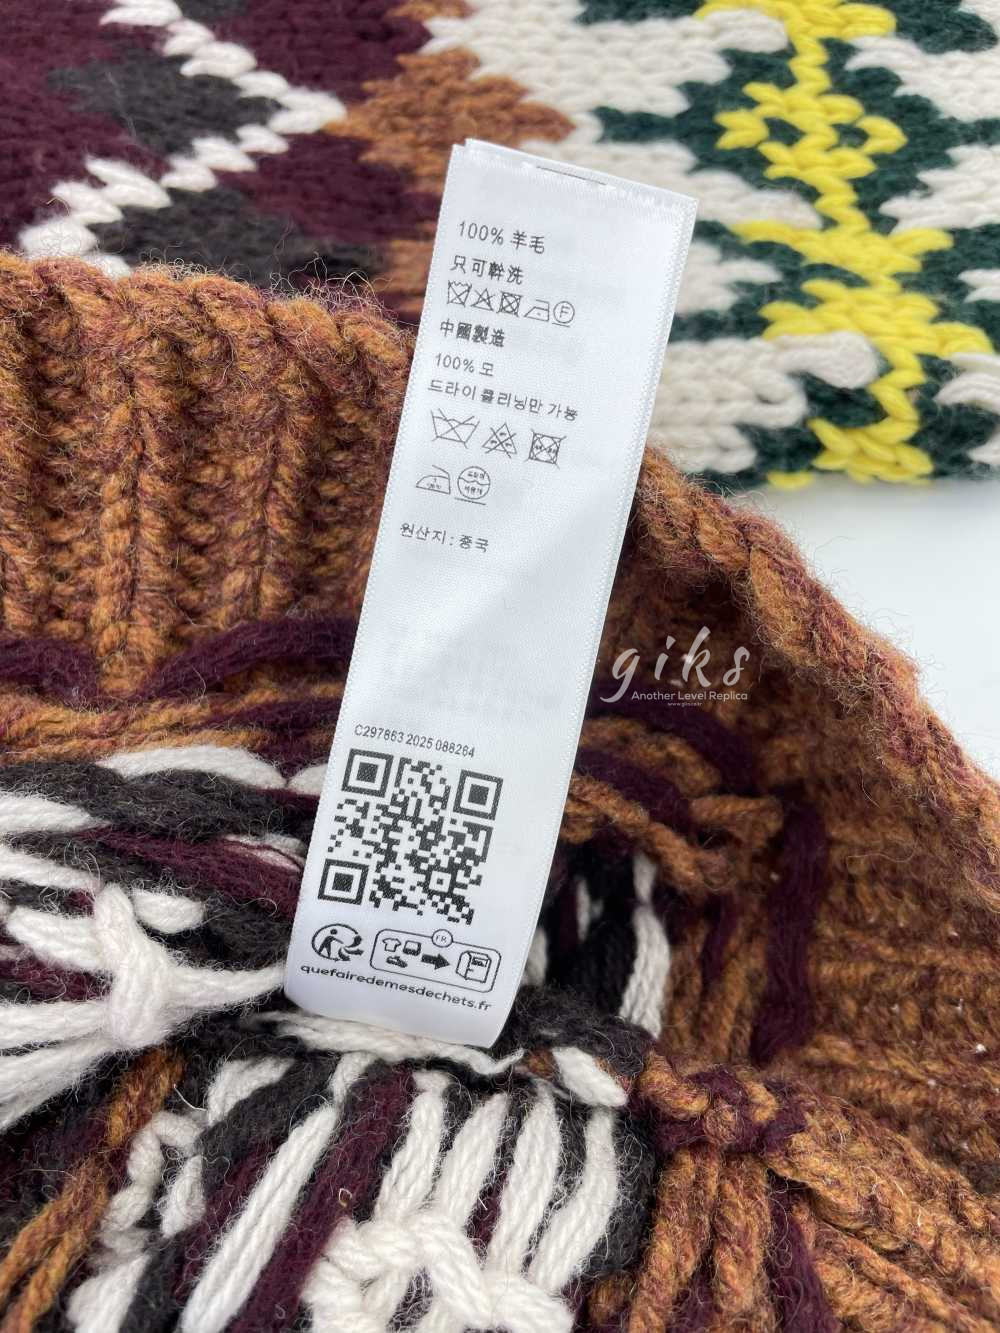 100% 羊毛
只可幹洗
F
中國製造
100% 모
드라이 클리닝만 가능
원산지: 중국
giks
Another Level Replica
C297863 2025 088264
FR
quefairedemesdechets.fr